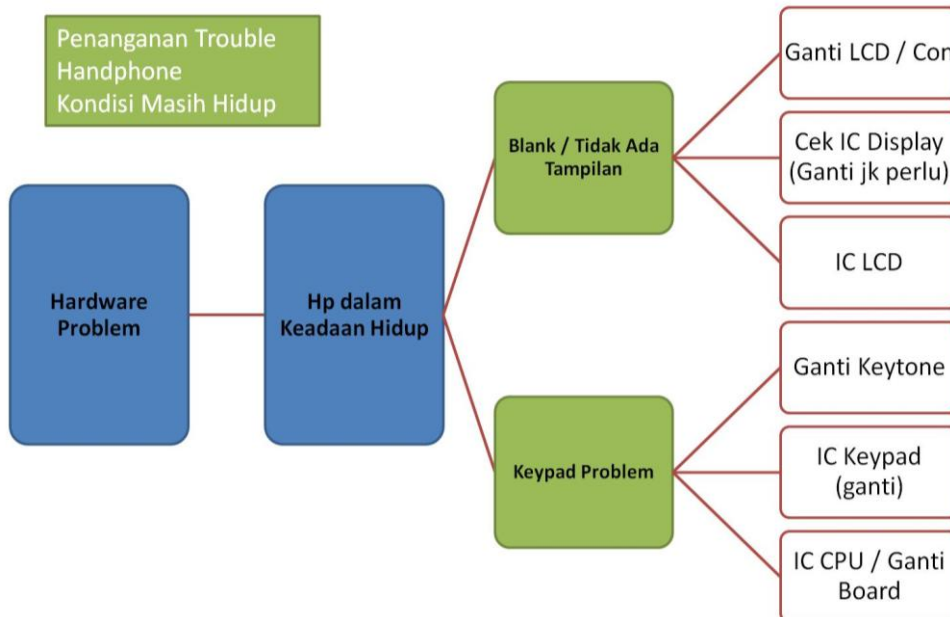 Penanganan Trouble
Handphone
Kondisi Masih Hidup
Hardware
Problem
Hp dalam
Keadaan Hidup
Blank / Tidak Ada
Tampilan
Ganti LCD / Con
Cek IC Display
(Ganti jk perlu)
IC LCD
Keypad Problem
Ganti Keytone
IC Keypad
(ganti)
IC CPU / Ganti
Board